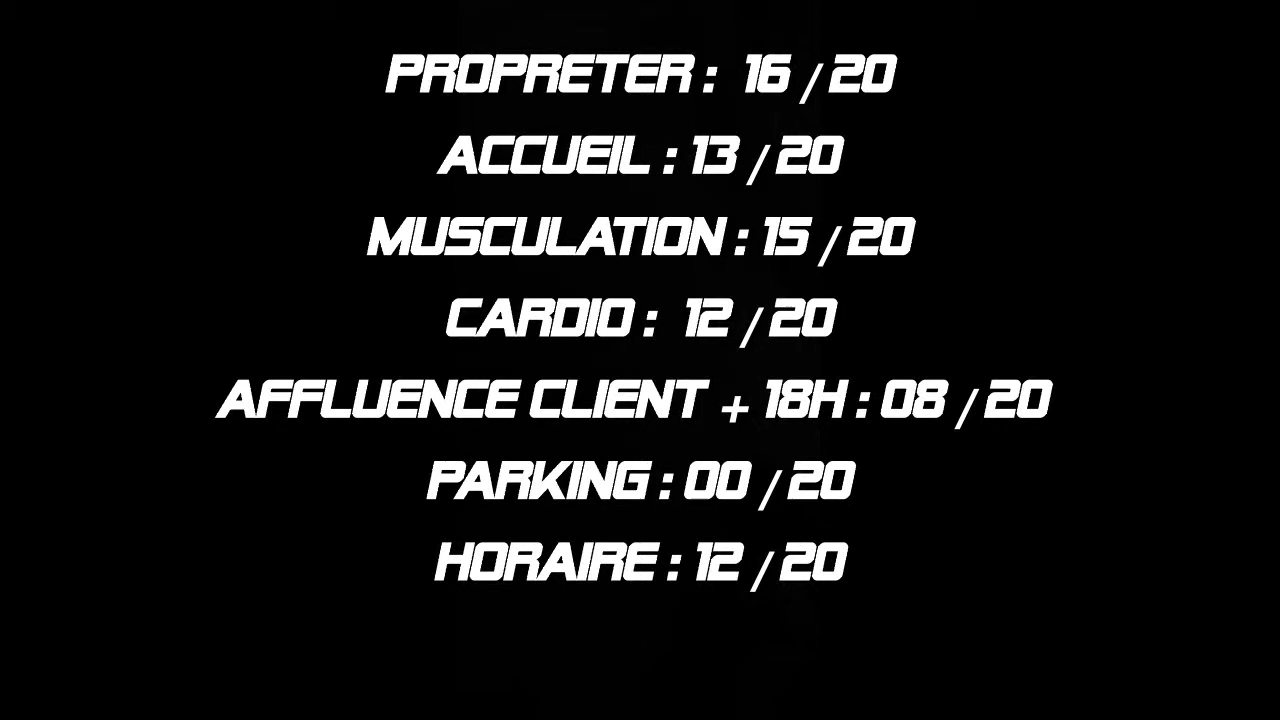 PROPRETER : 16 / 20
ACCUEIL : 13 / 20
MUSCULATION : 15 / 20
CARDIO : 12 / 20
AFFLUENCE CLIENT + 18H : 08 / 20
PARKING : 00 / 20
HORAIRE : 12 / 20